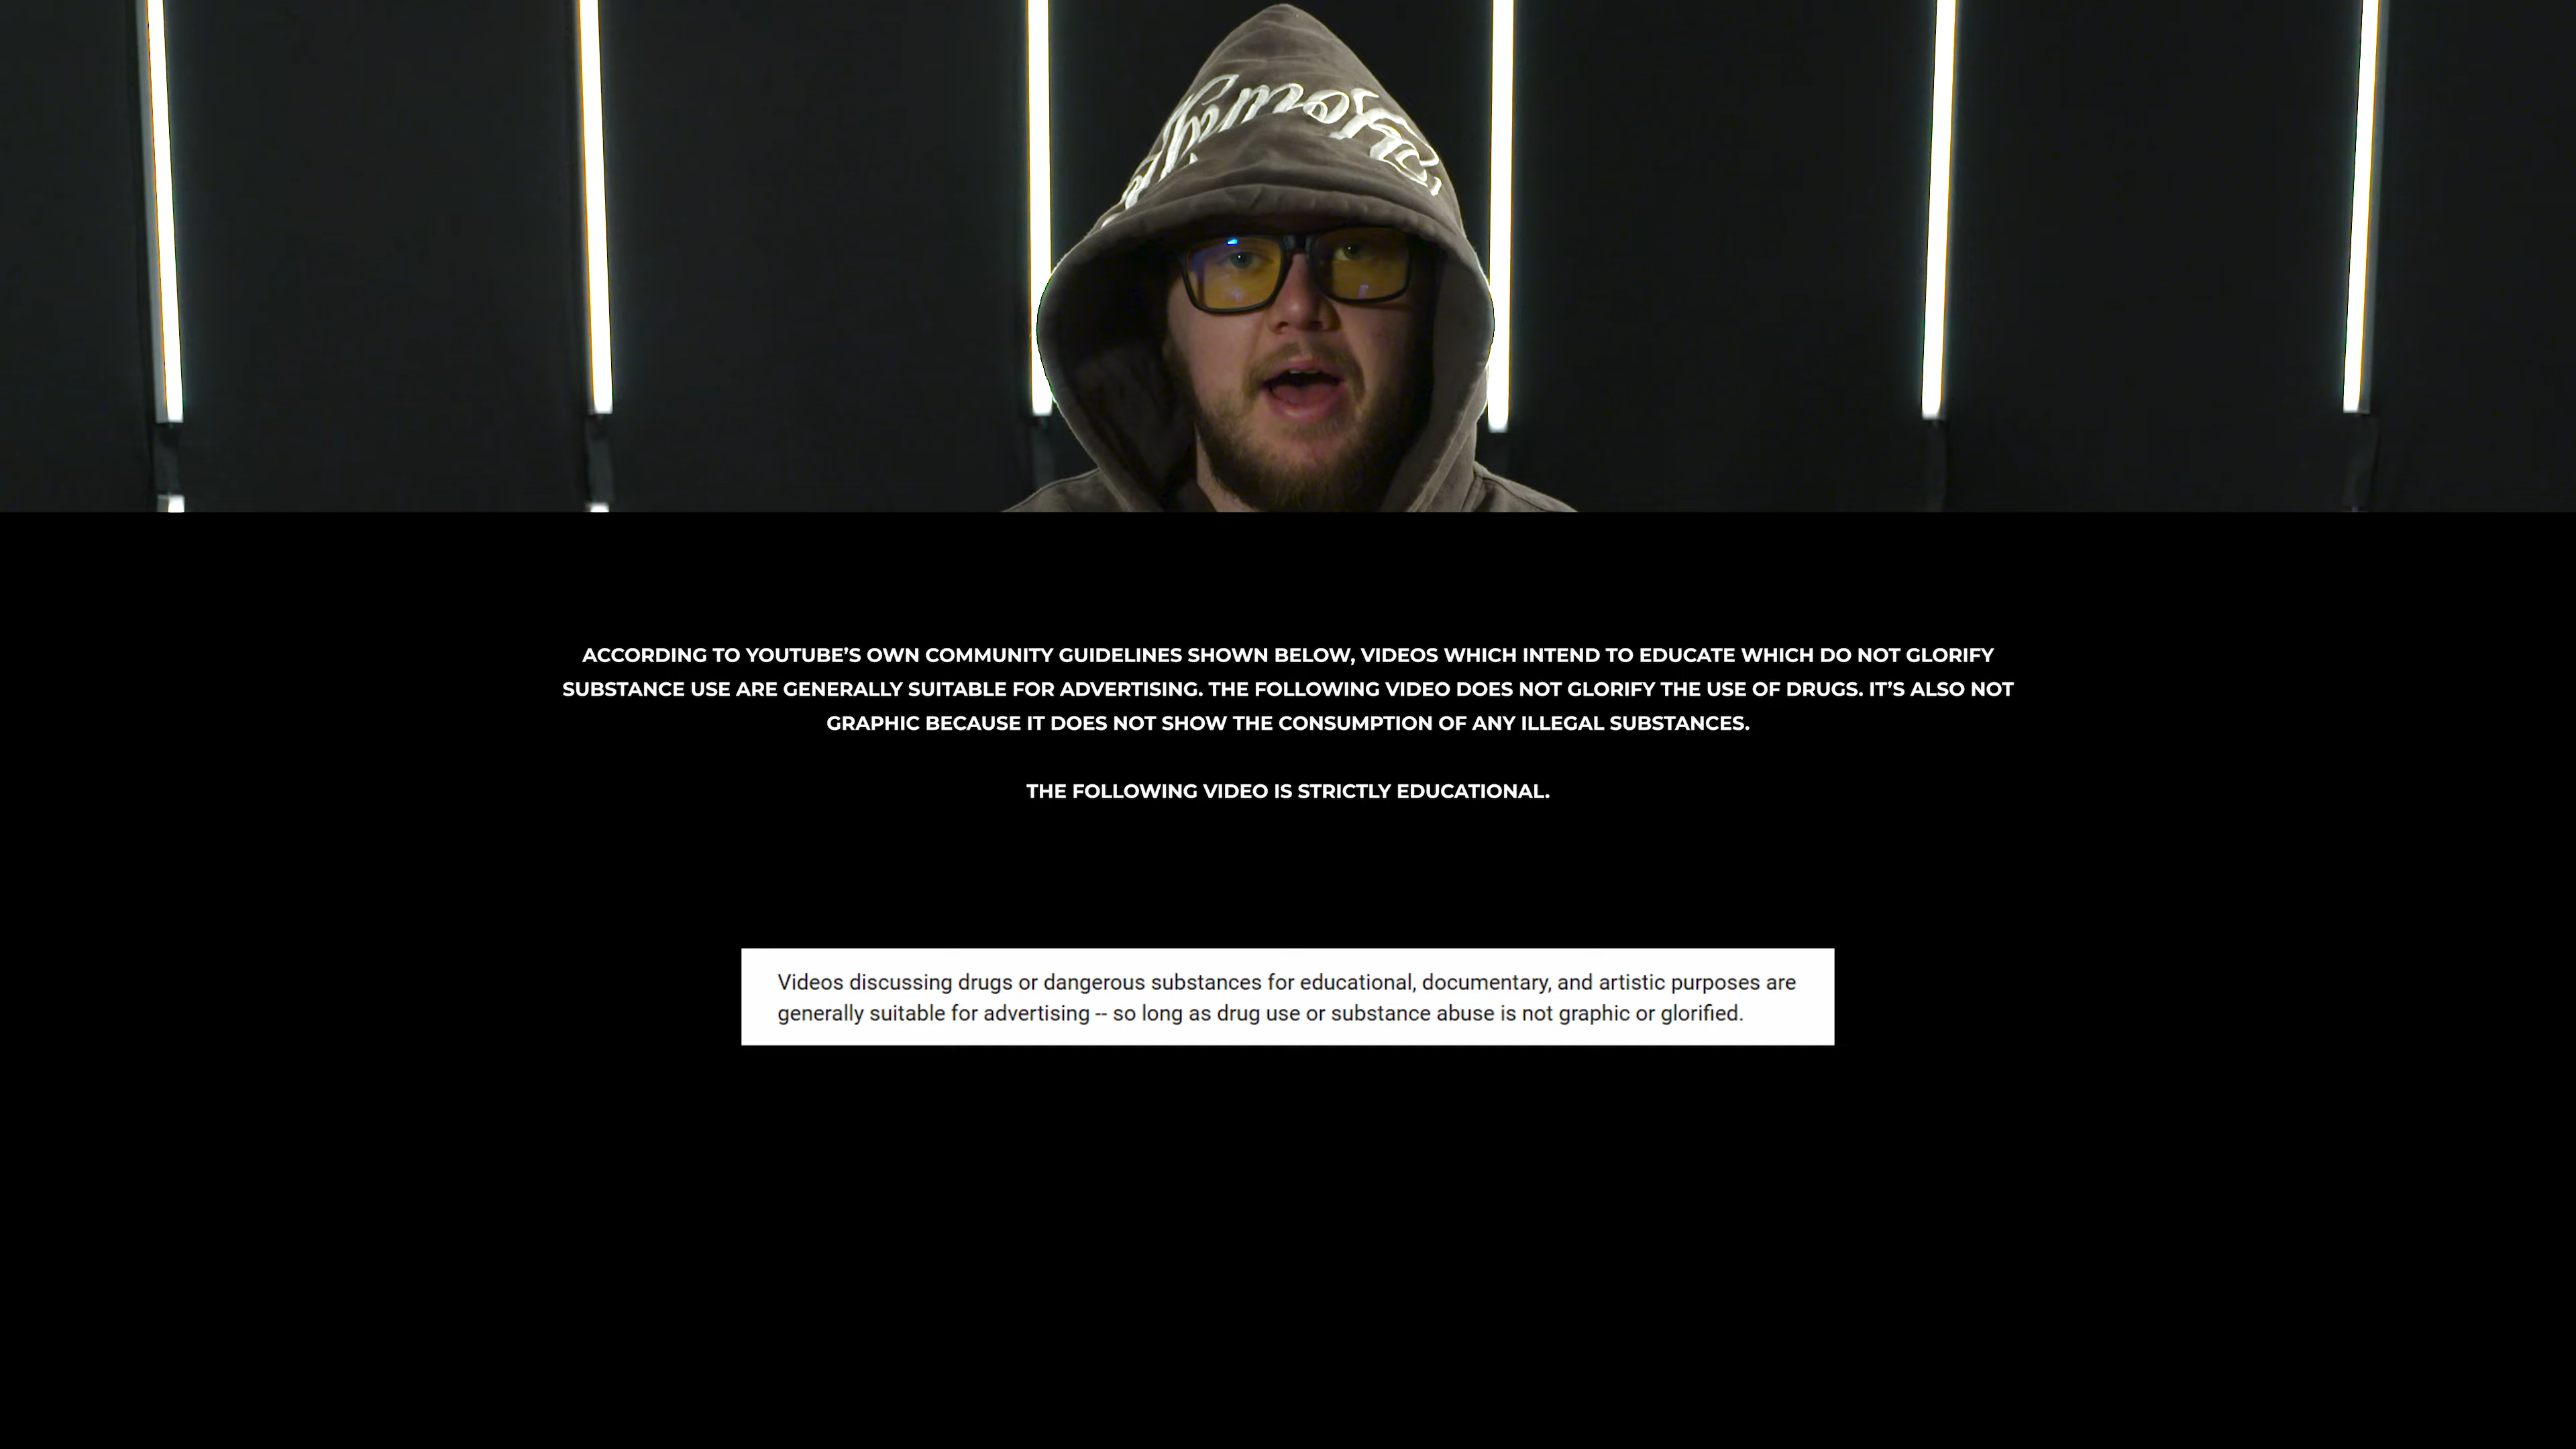 ACCORDING TO YOUTUBE’S OWN COMMUNITY GUIDELINES SHOWN BELOW, VIDEOS WHICH INTEND TO EDUCATE WHICH DO NOT GLORIFY
SUBSTANCE USE ARE GENERALLY SUITABLE FOR ADVERTISING. THE FOLLOWING VIDEO DOES NOT GLORIFY THE USE OF DRUGS. IT’S ALSO NOT
GRAPHIC BECAUSE IT DOES NOT SHOW THE CONSUMPTION OF ANY ILLEGAL SUBSTANCES.
THE FOLLOWING VIDEO IS STRICTLY EDUCATIONAL.
Videos discussing drugs or dangerous substances for educational, documentary, and artistic purposes are
generally suitable for advertising -- so long as drug use or substance abuse is not graphic or glorified.